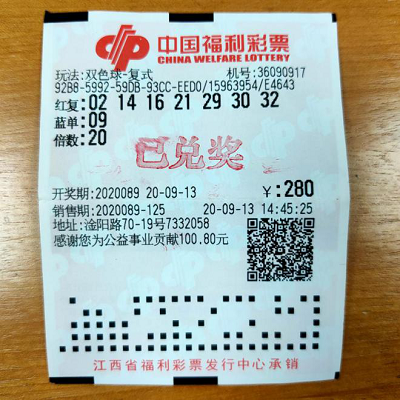 中国福利彩票
CHINA WELFARE LOTTERY
玩法:双色球-复式 机号:36090917
92B8-5992-59DB-93CC-EED0/15963954/E4643
红复:02 14 16 21 29 30 32
蓝单:09
倍数:20
已兑奖
开奖期:2020089 20-09-13 ¥:280
销售期:2020089-125 20-09-13 14:45:25
地址:淦阳路70-19号7332058
感谢您为公益事业贡献100.80元
江西省福利彩票发行中心承销